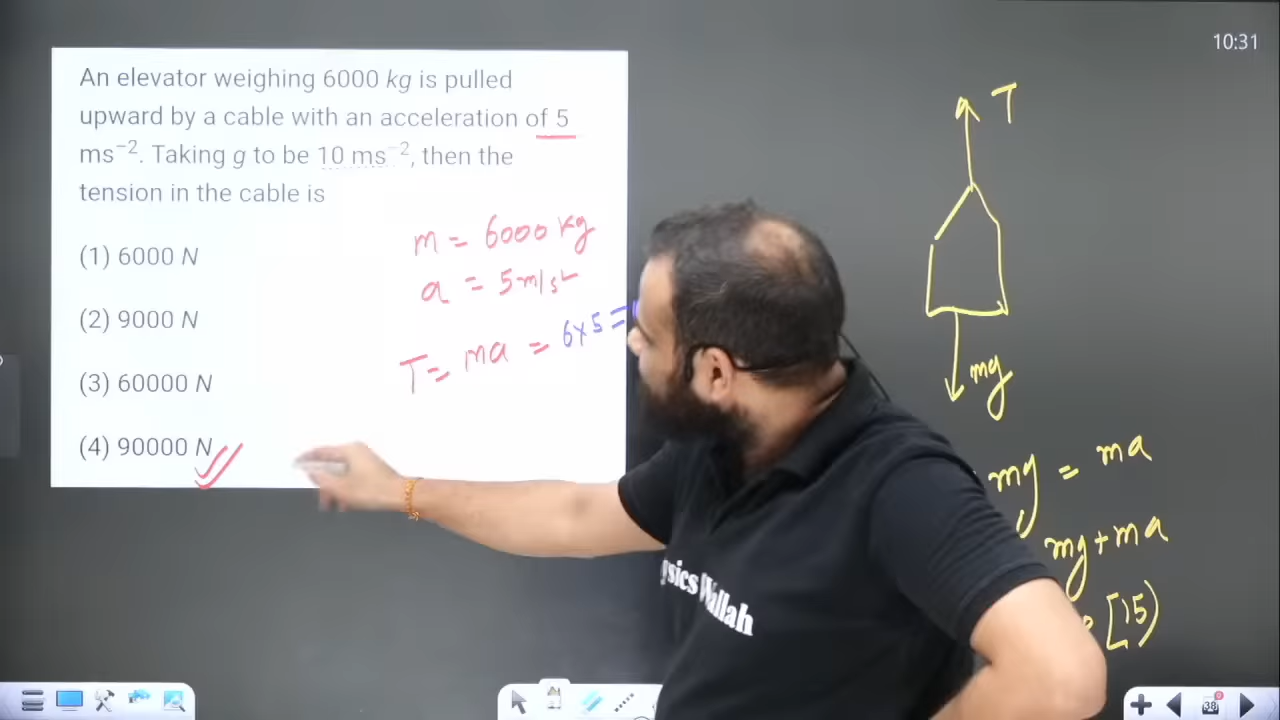 10:31
An elevator weighing 6000 kg is pulled
upward by a cable with an acceleration of 5
ms⁻². Taking g to be 10 ms⁻², then the
tension in the cable is
(1) 6000 N
(2) 9000 N
(3) 60000 N
(4) 90000 N
m = 6000 kg
a = 5 m/s²
T = ma = 6×5 =
T
mg
mg = ma
mg + ma
[15)
Wallah
38